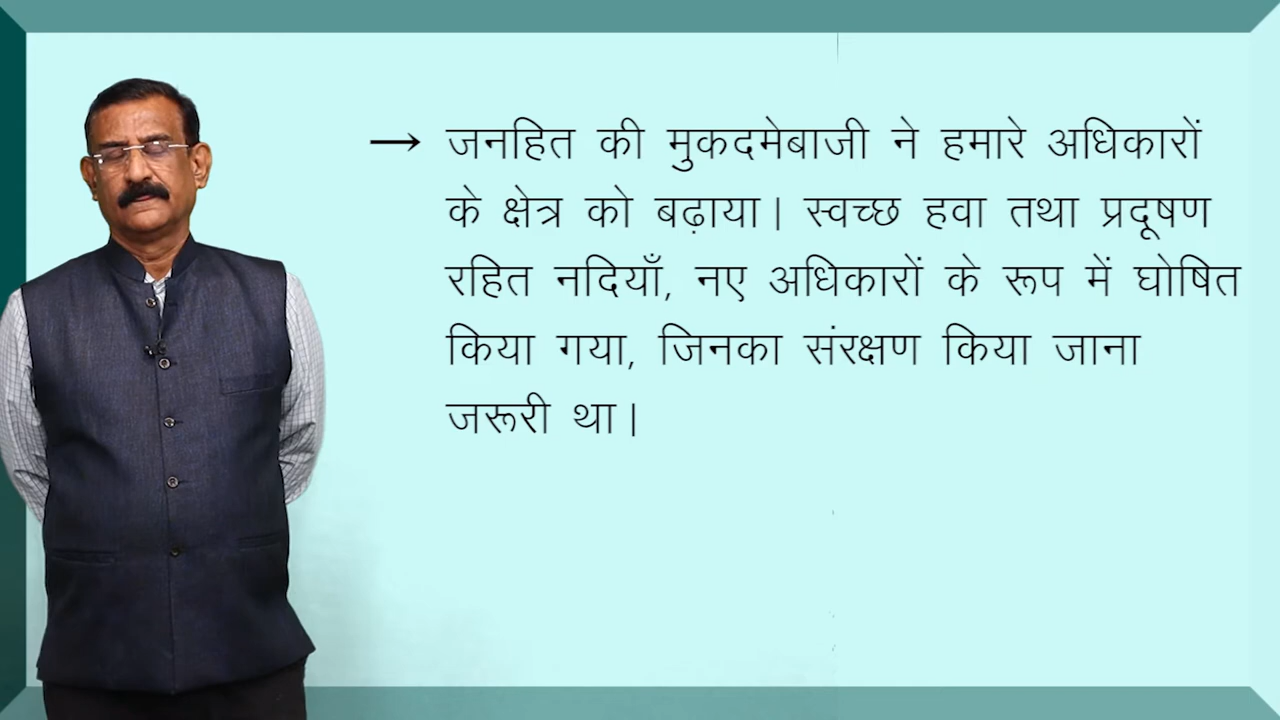 → जनहित की मुकदमेबाजी ने हमारे अधिकारों
के क्षेत्र को बढ़ाया। स्वच्छ हवा तथा प्रदूषण
रहित नदियाँ, नए अधिकारों के रूप में घोषित
किया गया, जिनका संरक्षण किया जाना
जरूरी था।